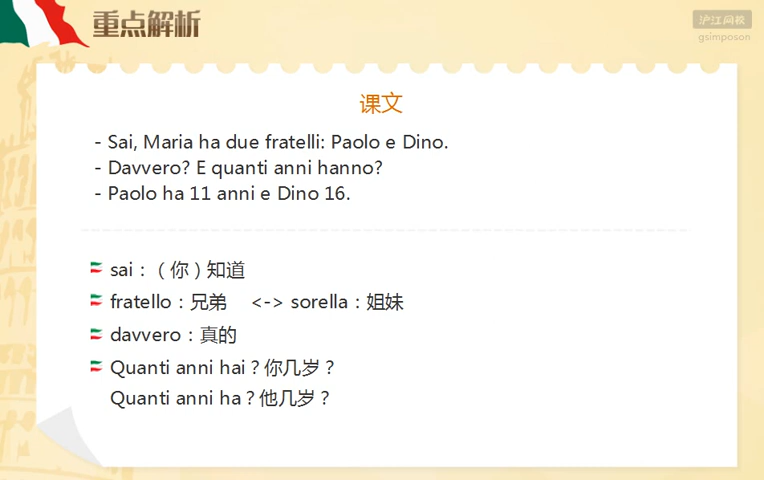 重点解析
沪江网校
gsimposon
课文
- Sai, Maria ha due fratelli: Paolo e Dino.
- Davvero? E quanti anni hanno?
- Paolo ha 11 anni e Dino 16.
sai：（你）知道
fratello：兄弟 <-> sorella：姐妹
davvero：真的
Quanti anni hai？你几岁？
Quanti anni ha？他几岁？